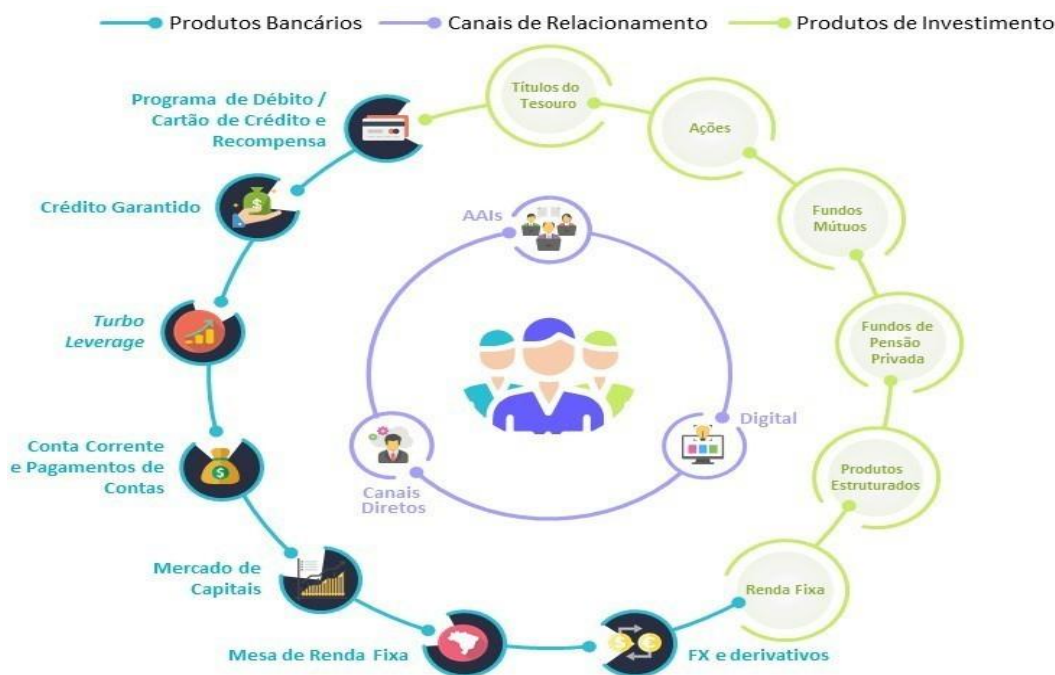 Produtos Bancários
Canais de Relacionamento
Produtos de Investimento
Programa de Débito /
Cartão de Crédito e
Recompensa
Títulos do
Tesouro
Ações
Crédito Garantido
AAIs
Fundos
Mútuos
Turbo
Leverage
Fundos de
Pensão
Privada
Digital
Conta Corrente
e Pagamentos de
Contas
Canais
Diretos
Produtos
Estruturados
Mercado de
Capitais
Renda Fixa
Mesa de Renda Fixa
FX e derivativos